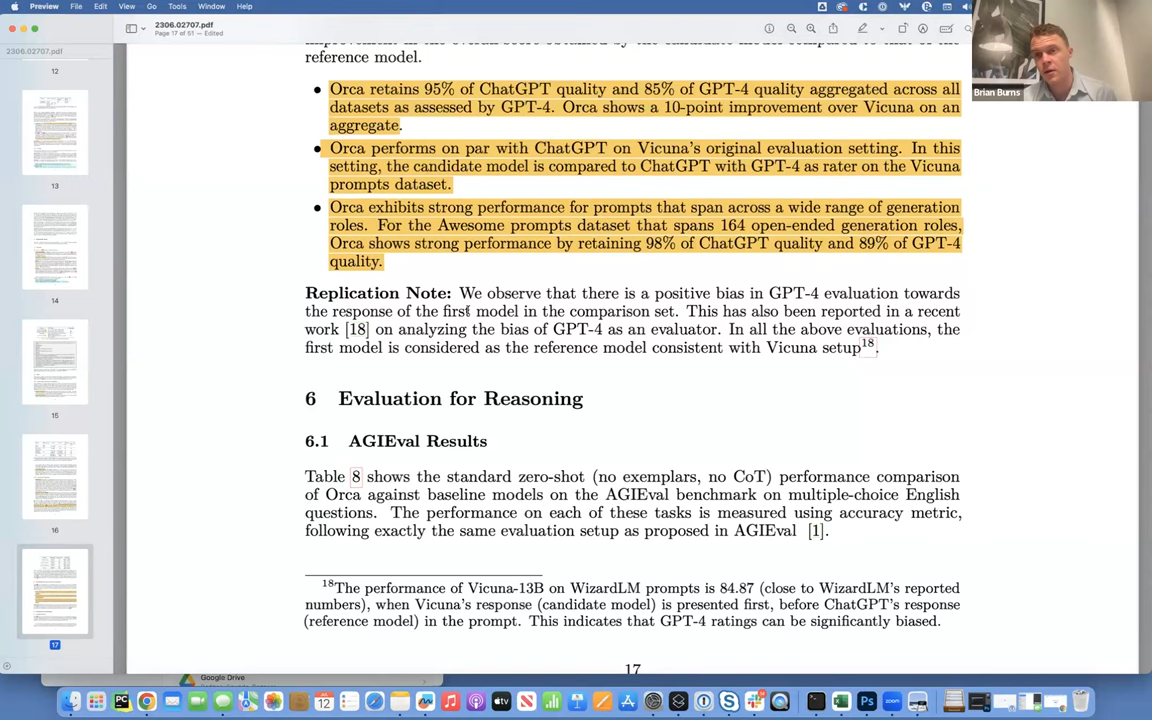 Preview File Edit View Go Tools Window Help
2306.02707.pdf
Page 17 of 51 – Edited
2306.02707.pdf
12
13
14
15
16
17
reference model.
• Orca retains 95% of ChatGPT quality and 85% of GPT-4 quality aggregated across all
datasets as assessed by GPT-4. Orca shows a 10-point improvement over Vicuna on an
aggregate.
• Orca performs on par with ChatGPT on Vicuna's original evaluation setting. In this
setting, the candidate model is compared to ChatGPT with GPT-4 as rater on the Vicuna
prompts dataset.
• Orca exhibits strong performance for prompts that span across a wide range of generation
roles. For the Awesome prompts dataset that spans 164 open-ended generation roles,
Orca shows strong performance by retaining 98% of ChatGPT quality and 89% of GPT-4
quality.
Replication Note: We observe that there is a positive bias in GPT-4 evaluation towards
the response of the first model in the comparison set. This has also been reported in a recent
work [18] on analyzing the bias of GPT-4 as an evaluator. In all the above evaluations, the
first model is considered as the reference model consistent with Vicuna setup18.
6 Evaluation for Reasoning
6.1 AGIEval Results
Table 8 shows the standard zero-shot (no exemplars, no CoT) performance comparison
of Orca against baseline models on the AGIEval benchmark on multiple-choice English
questions. The performance on each of these tasks is measured using accuracy metric,
following exactly the same evaluation setup as proposed in AGIEval [1].
18The performance of Vicuna-13B on WizardLM prompts is 84.87 (close to WizardLM's reported
numbers), when Vicuna's response (candidate model) is presented first, before ChatGPT's response
(reference model) in the prompt. This indicates that GPT-4 ratings can be significantly biased.
17
Brian Burns
Google Drive